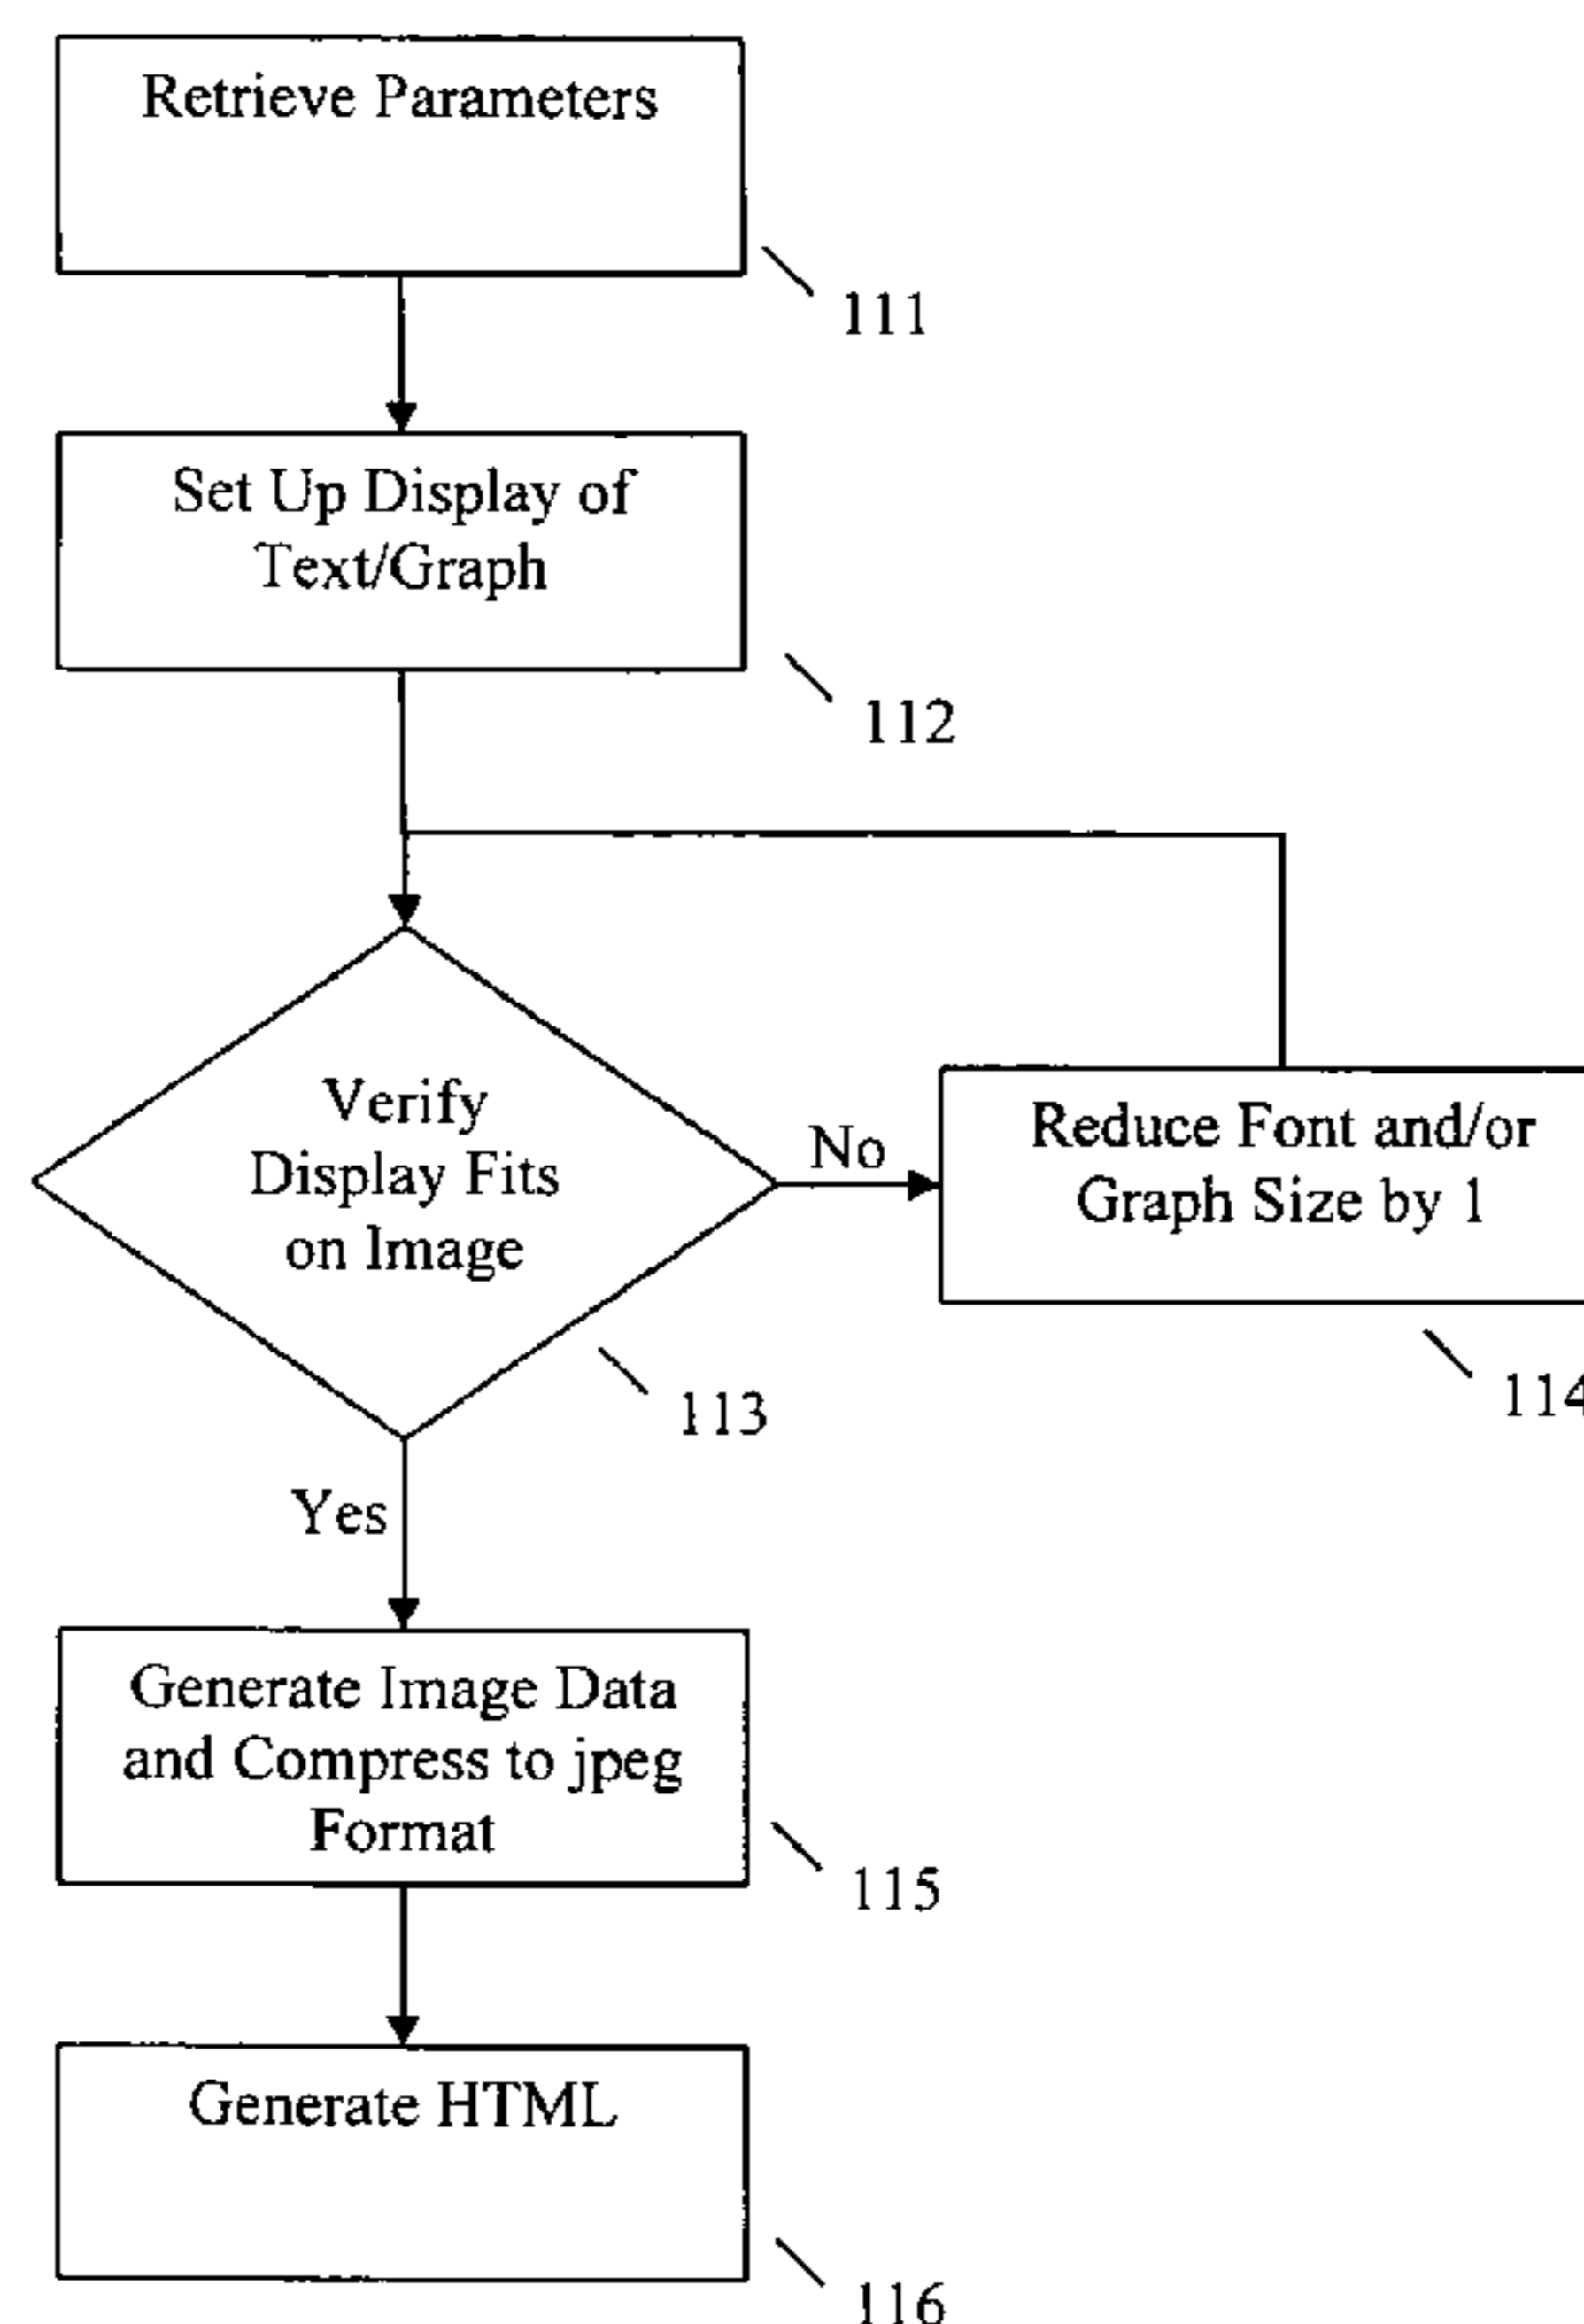 Retrieve Parameters
111
Set Up Display of
Text/Graph
112
Verify
Display Fits
on Image
113
No
Reduce Font and/or
Graph Size by 1
114
Yes
Generate Image Data
and Compress to jpeg
Format
115
Generate HTML
116